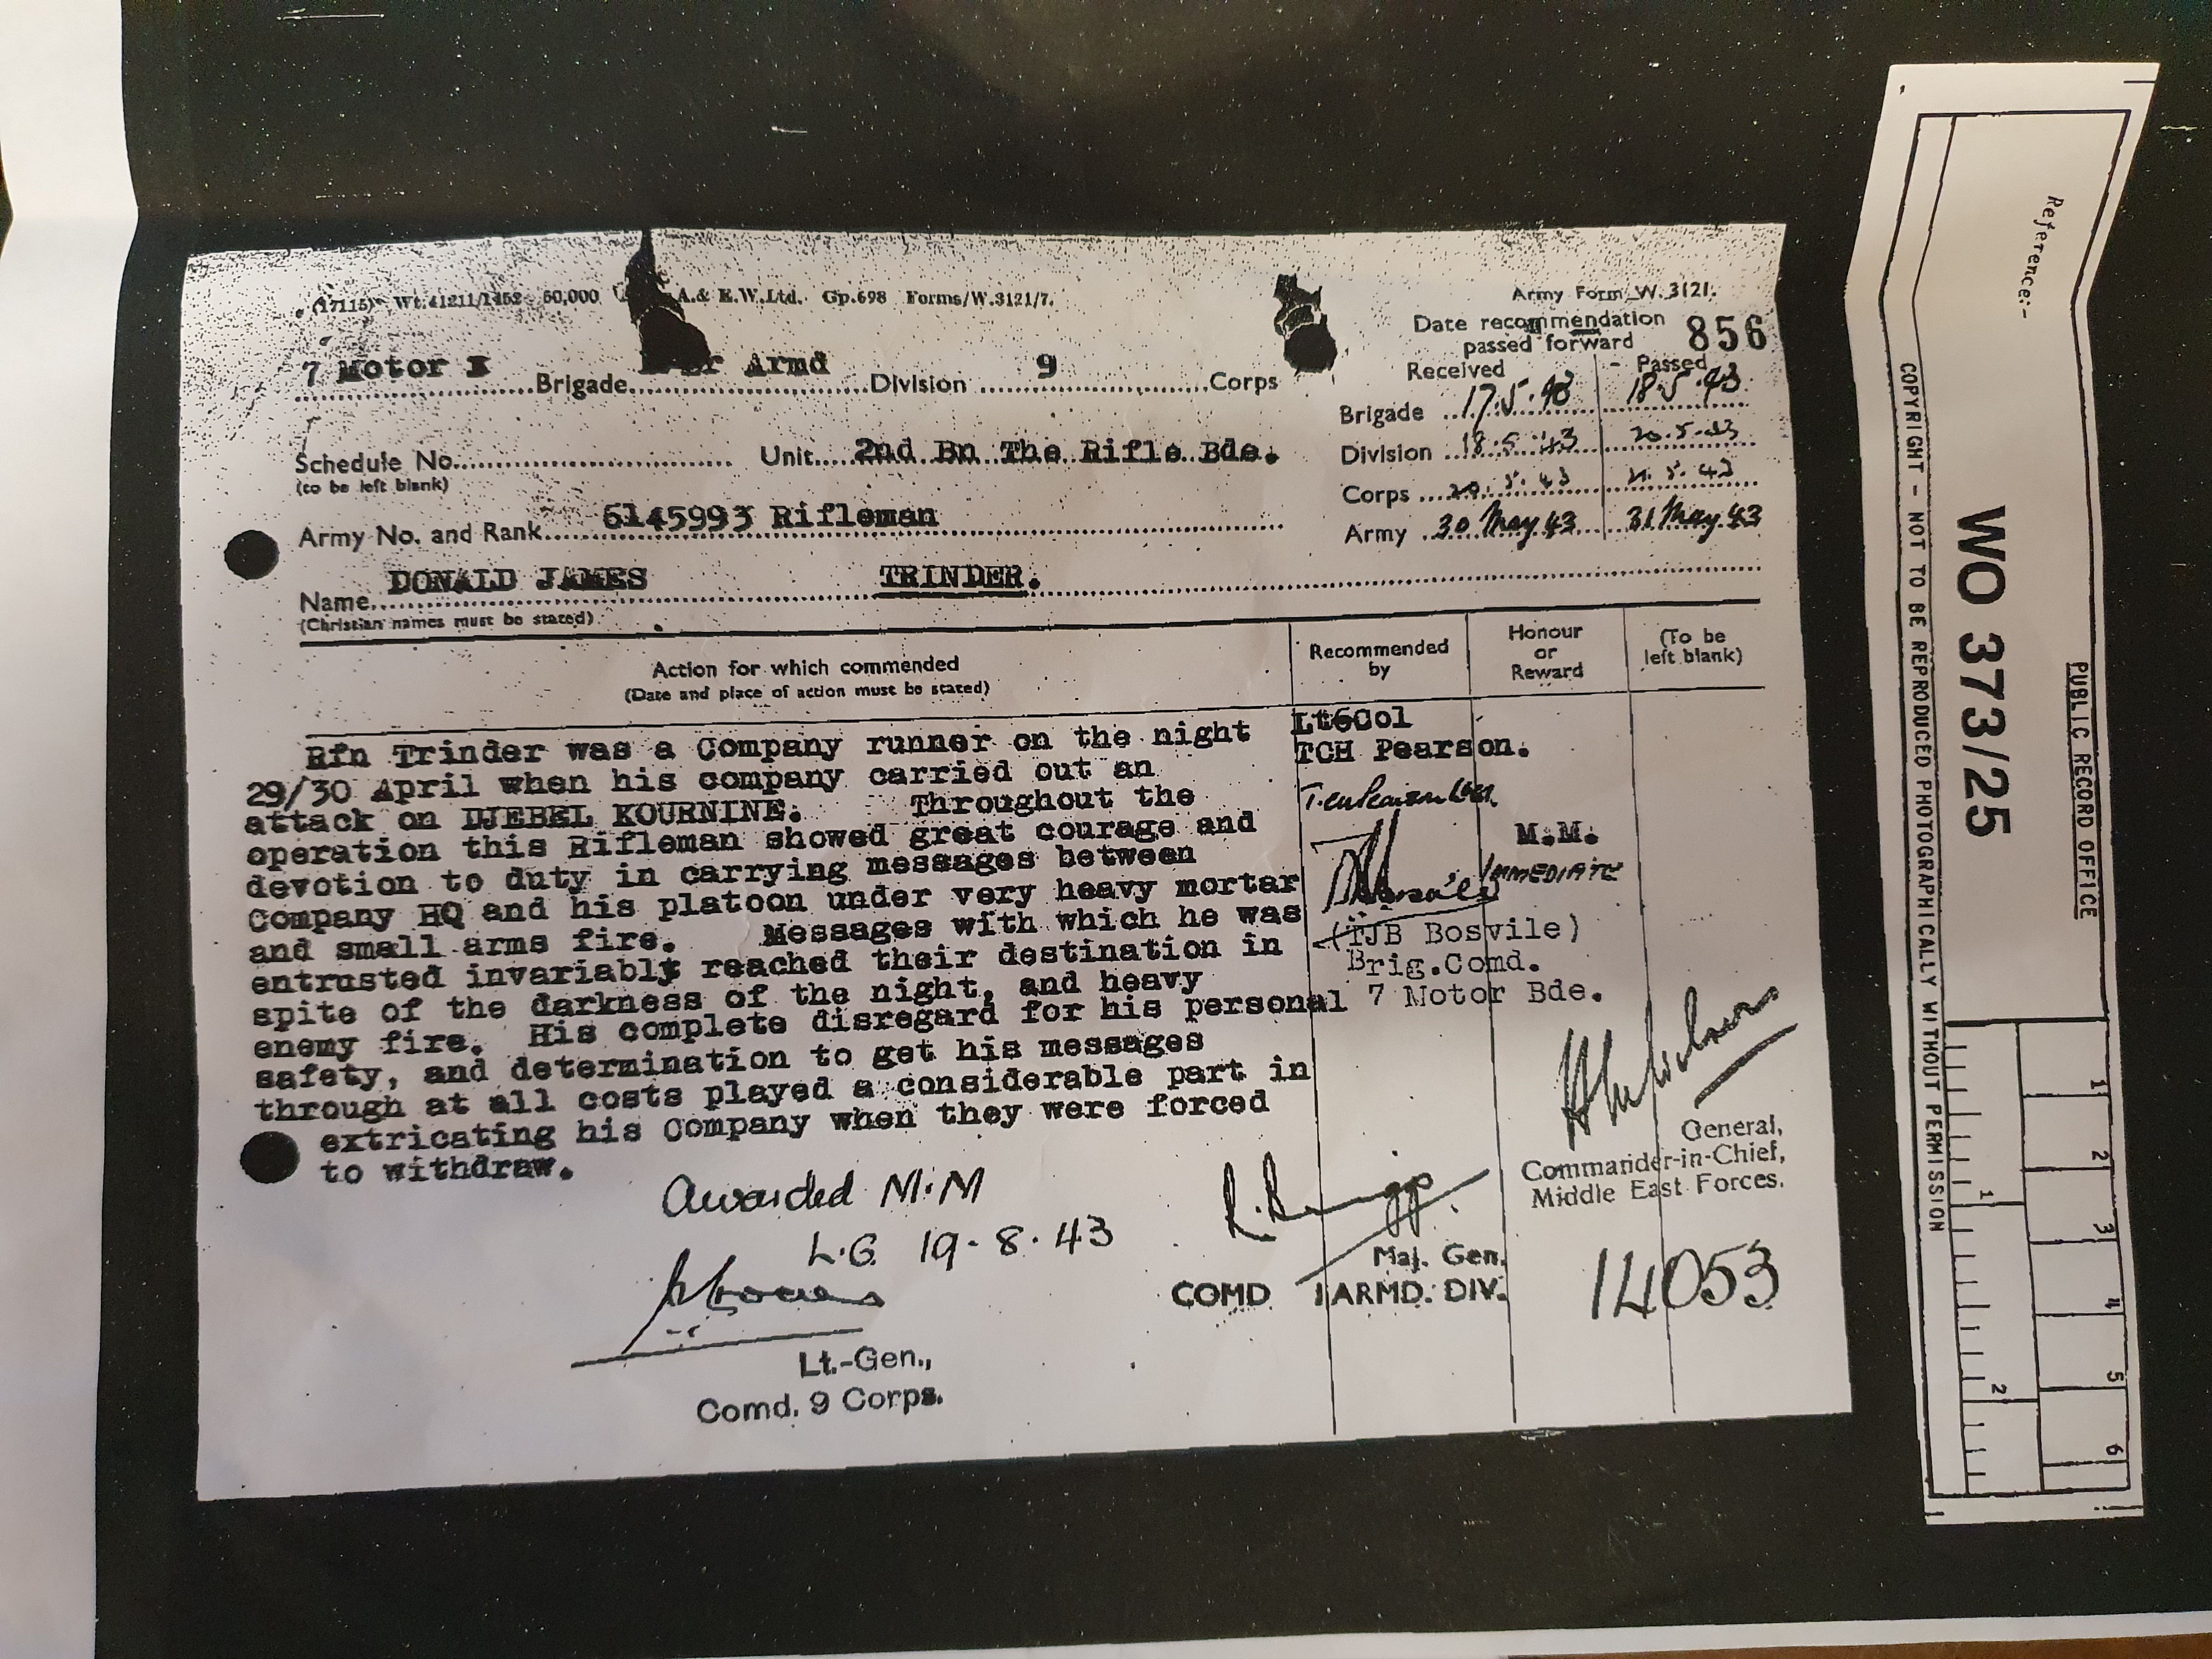 (17115) Wt.41211/1452 50,000 A.& E.W.Ltd. Gp.698 Forms/W.3121/7.
Army Form W.3121.
Date recommendation
passed forward
856
Received Passed
7 Motor Brigade Armd Division 9 Corps
Brigade 17.5.43 18.5.43
Schedule No. Unit 2nd Bn The Rifle Bde.
(to be left blank)
Division 18.5.43 20.5.43
Corps 20.5.43 21.5.43
Army No. and Rank 6145993 Rifleman
Army 30 May 43 31 May 43
Name DONALD JAMES TRINDER.
(Christian names must be stated)
Action for which commended
(Date and place of action must be stated)
Recommended
by
Honour
or
Reward
(To be
left blank)
Rfn Trinder was a Company runner on the night
29/30 April when his company carried out an
attack on DJEBEL KOURNINE. Throughout the
operation this Rifleman showed great courage and
devotion to duty in carrying messages between
Company HQ and his platoon under very heavy mortar
and small arms fire. Messages with which he was
entrusted invariably reached their destination in
spite of the darkness of the night, and heavy
enemy fire. His complete disregard for his personal
safety, and determination to get his messages
through at all costs played a considerable part in
extricating his Company when they were forced
to withdraw.
Lt6Col
TCH Pearson.
M.M.
IMMEDIATE
(TJB Bosvile)
Brig.Comd.
7 Motor Bde.
General,
Commander-in-Chief,
Middle East Forces.
Awarded M.M
L.G. 19-8-43
Maj. Gen.
COMD 1 ARMD. DIV.
14053
Lt.-Gen.,
Comd. 9 Corps.
Reference:-
PUBLIC RECORD OFFICE
WO 373/25
COPYRIGHT - NOT TO BE REPRODUCED PHOTOGRAPHICALLY WITHOUT PERMISSION
1 2 3 4 5 6
1 2